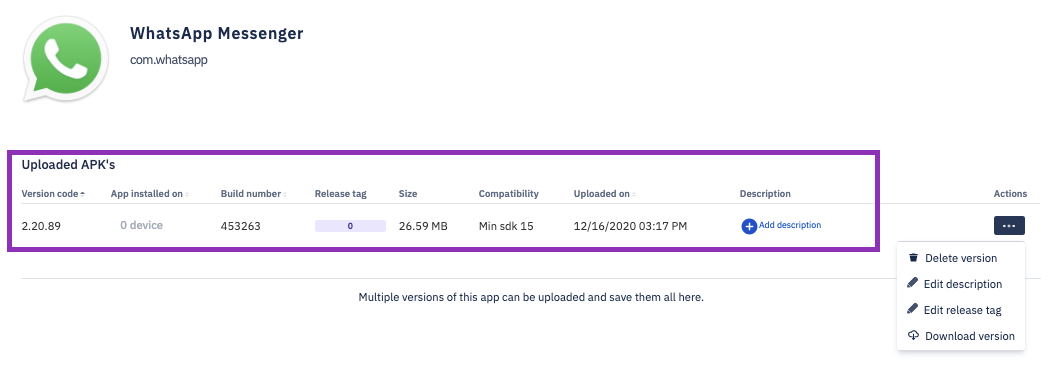 WhatsApp Messenger
com.whatsapp
Uploaded APK's
Version code App installed on Build number Release tag Size Compatibility Uploaded on Description Actions
2.20.89 0 device 453263 0 26.59 MB Min sdk 15 12/16/2020 03:17 PM Add description
Delete version
Edit description
Edit release tag
Download version
Multiple versions of this app can be uploaded and save them all here.